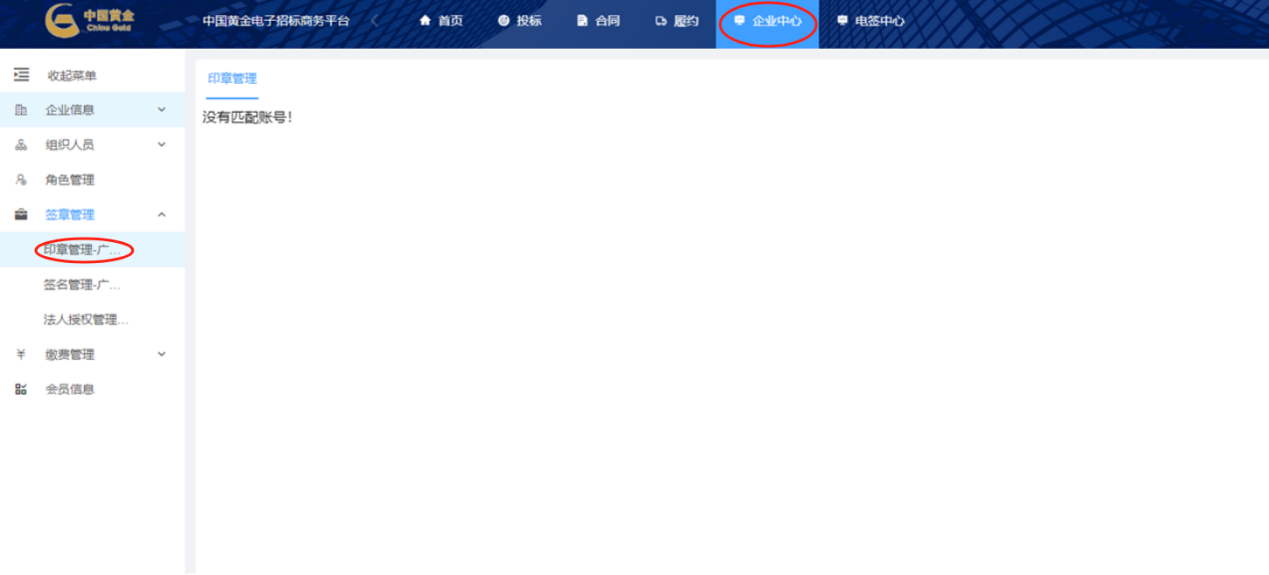 中国黄金
China Gold
中国黄金电子招标商务平台
首页
投标
合同
履约
企业中心
电签中心
收起菜单
印章管理
企业信息
没有匹配账号!
组织人员
角色管理
签章管理
印章管理-广...
签名管理-广...
法人授权管理...
缴费管理
会员信息